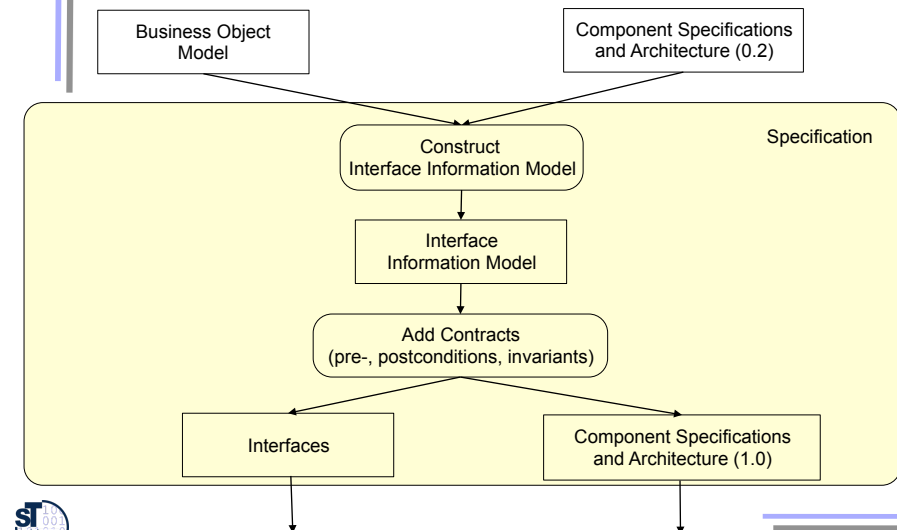 Business Object
Model
Component Specifications
and Architecture (0.2)
Specification
Construct
Interface Information Model
Interface
Information Model
Add Contracts
(pre-, postconditions, invariants)
Interfaces
Component Specifications
and Architecture (1.0)
ST